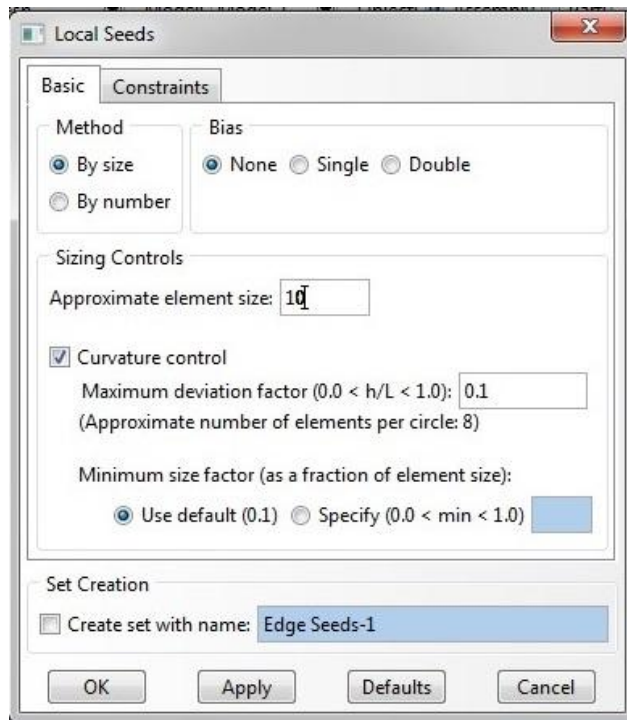 Local Seeds
Basic Constraints
Method Bias
By size None Single Double
By number
Sizing Controls
Approximate element size: 10
Curvature control
Maximum deviation factor (0.0 < h/L < 1.0): 0.1
(Approximate number of elements per circle: 8)
Minimum size factor (as a fraction of element size):
Use default (0.1) Specify (0.0 < min < 1.0)
Set Creation
Create set with name: Edge Seeds-1
OK Apply Defaults Cancel